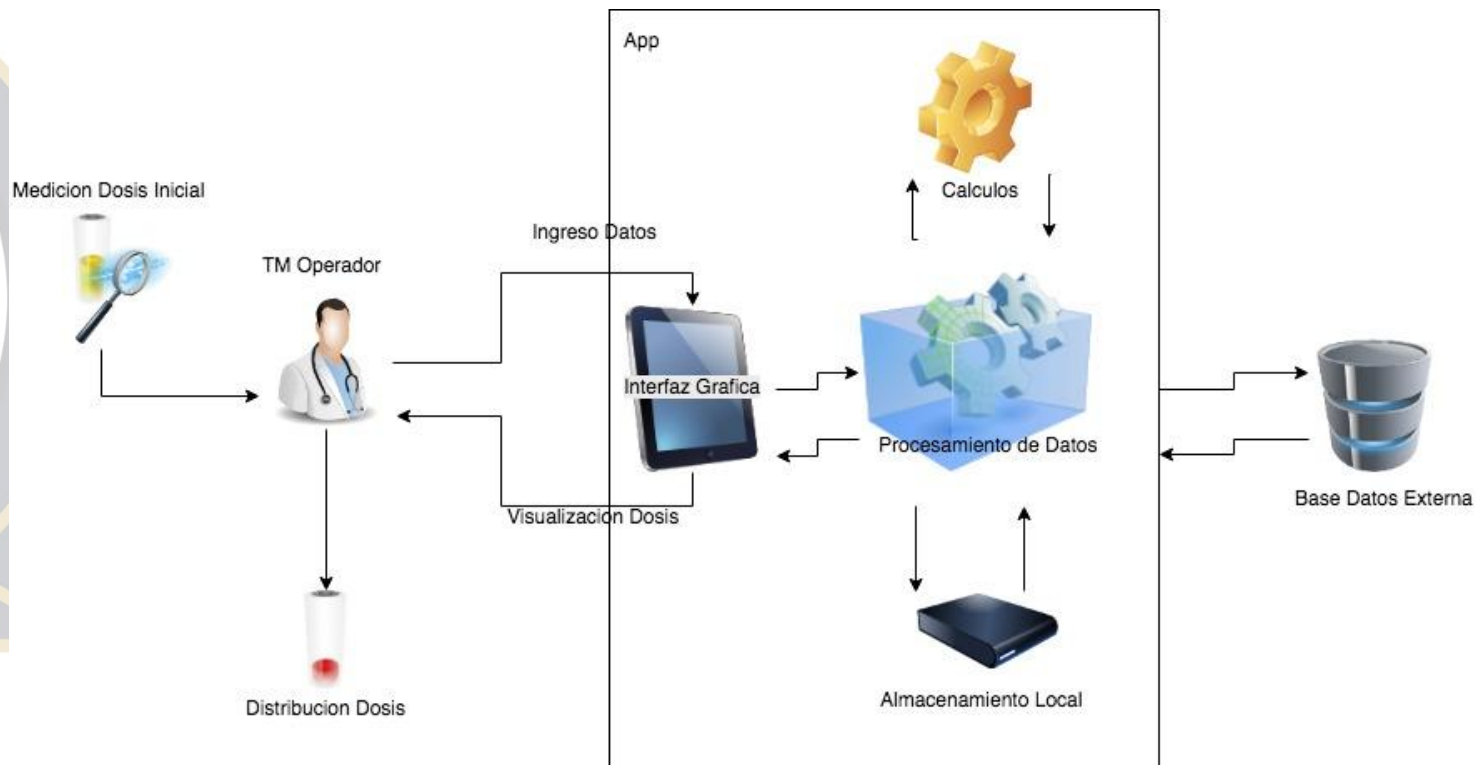 App
Calculos
Medicion Dosis Inicial
Ingreso Datos
TM Operador
Interfaz Grafica
Procesamiento de Datos
Base Datos Externa
Visualizacion Dosis
Almacenamiento Local
Distribucion Dosis